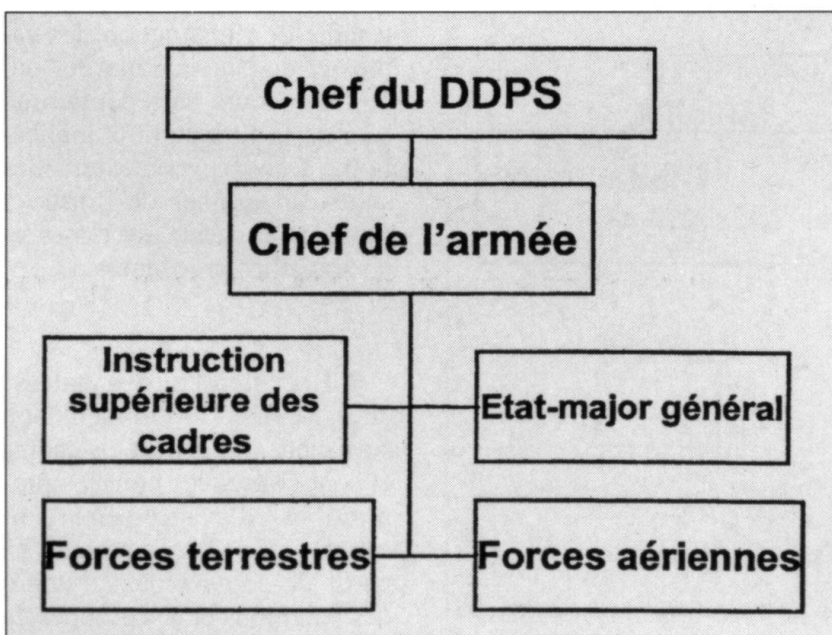 Chef du DDPS
Chef de l'armée
Instruction
supérieure des
cadres
Etat-major général
Forces terrestres
Forces aériennes